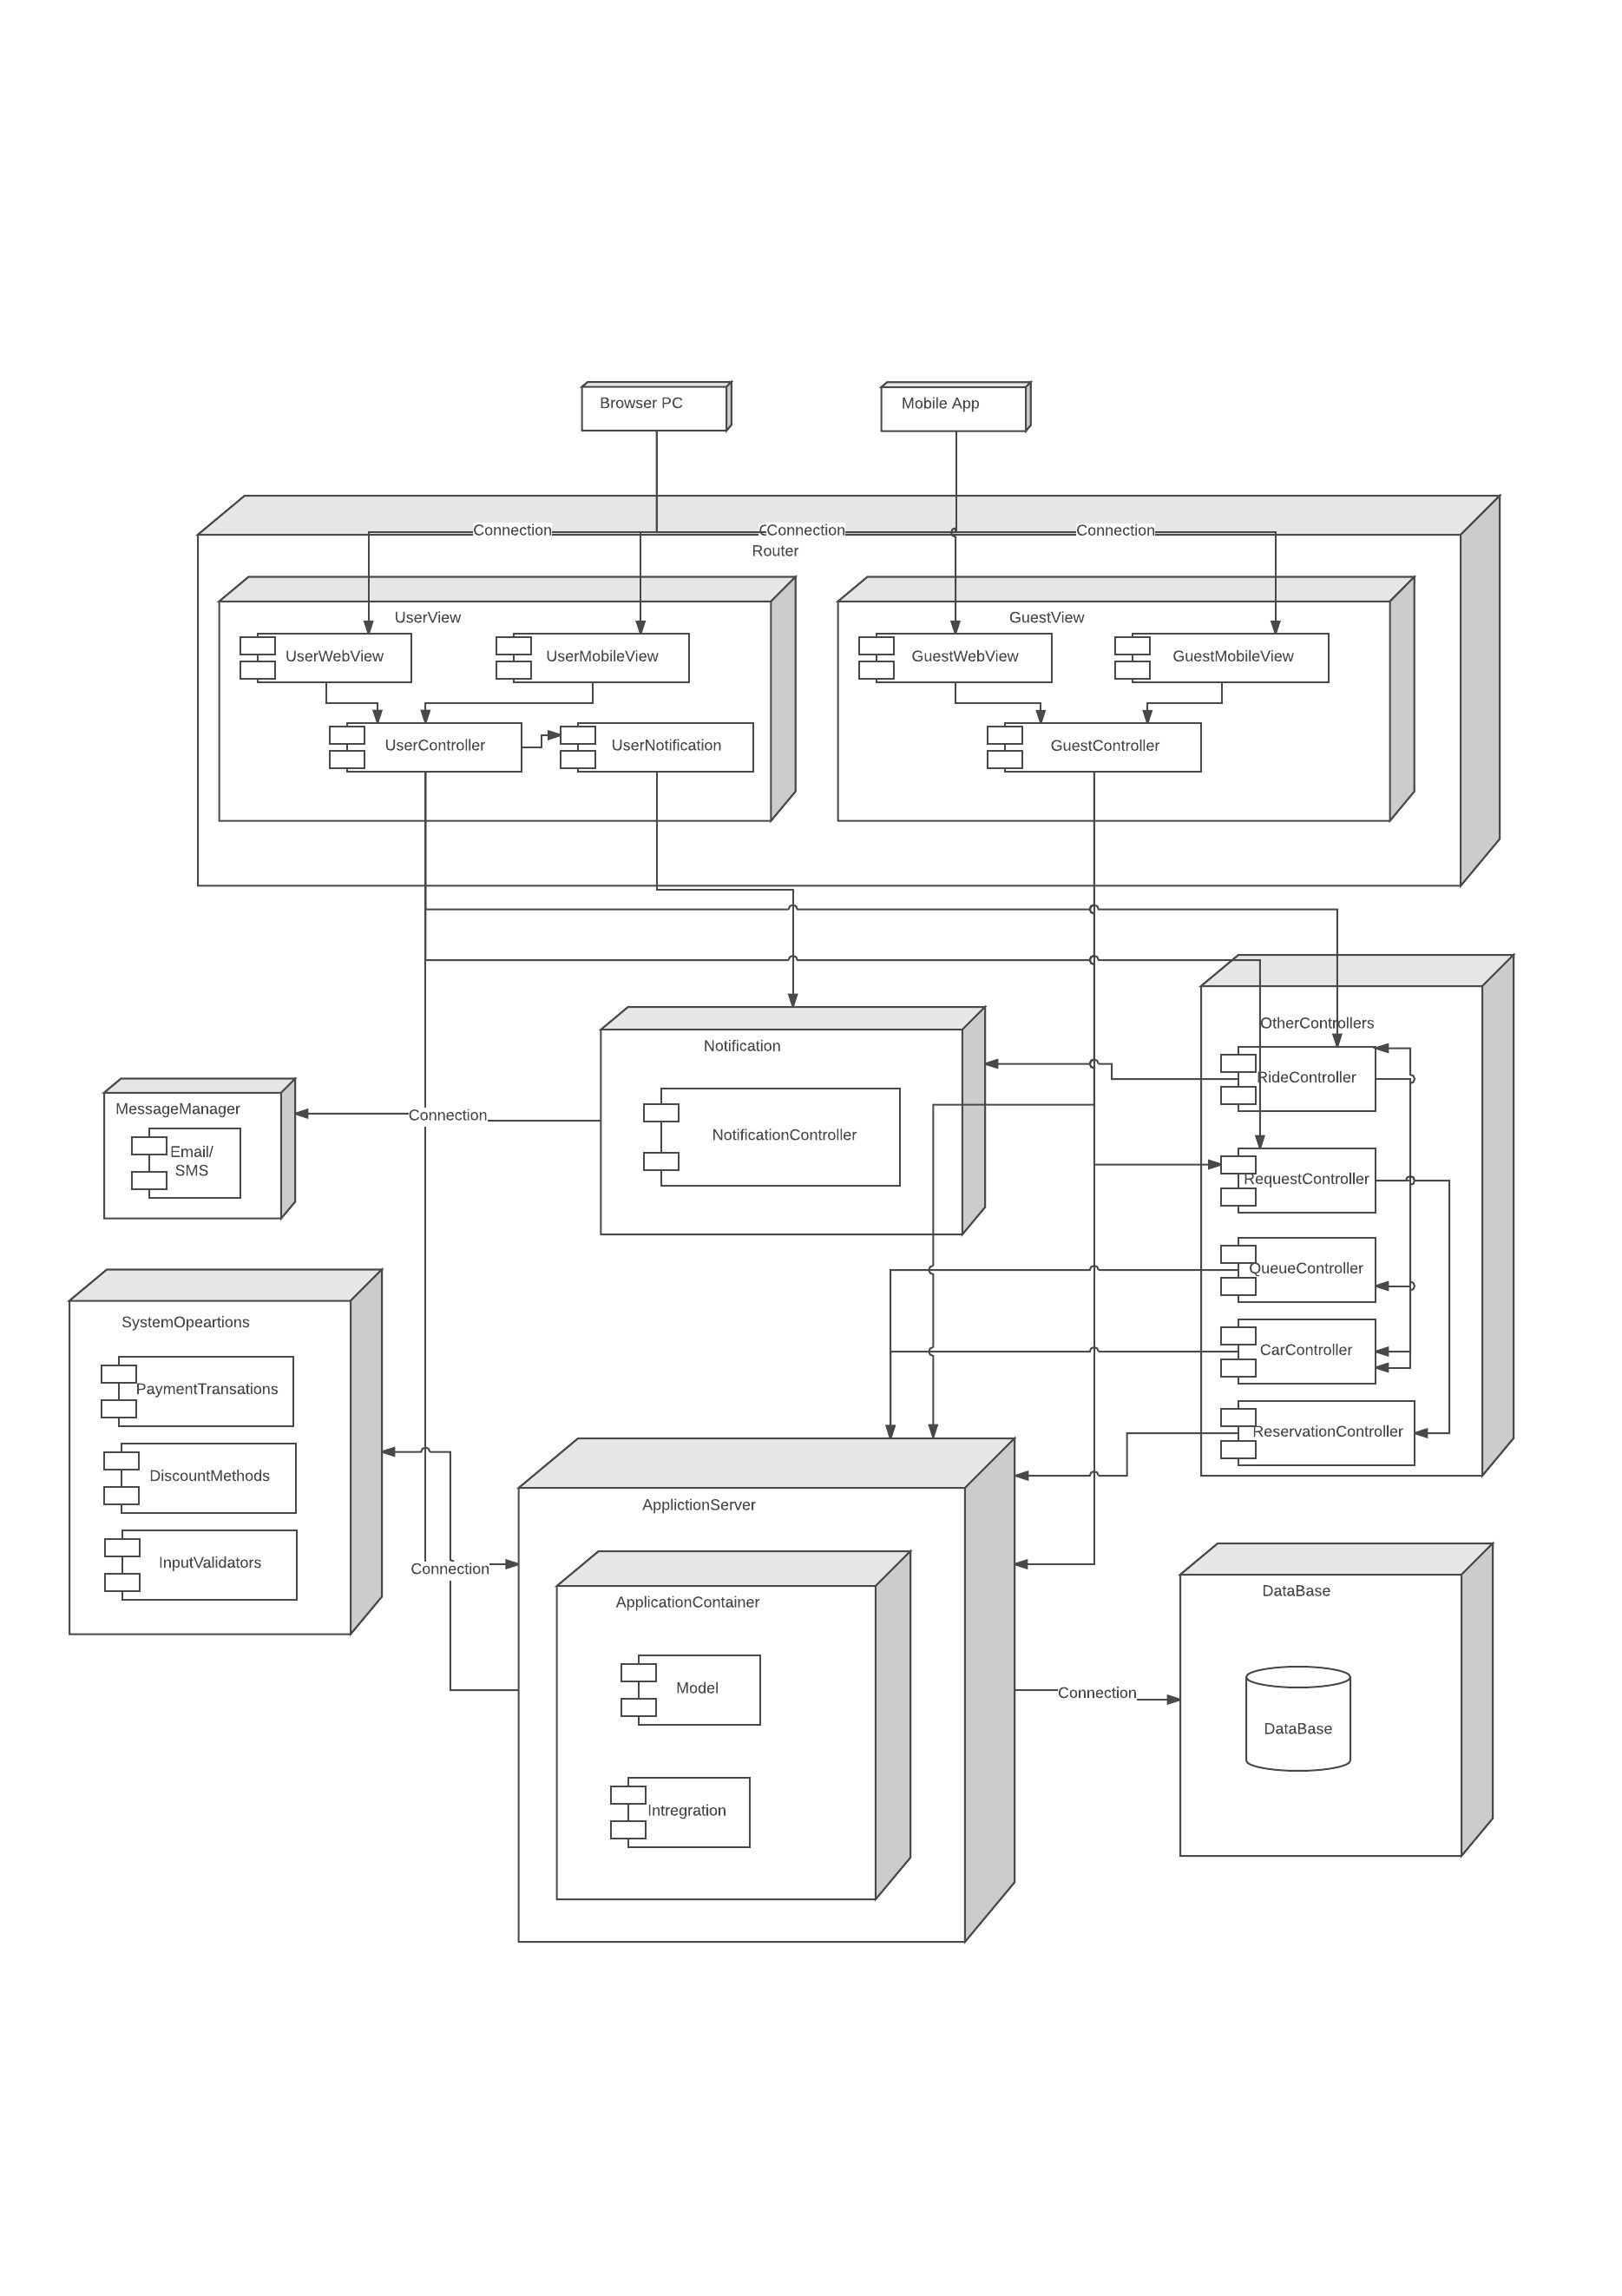 Browser PC
Mobile App
Connection
Connection
Connection
Router
UserView
GuestView
UserWebView
UserMobileView
GuestWebView
GuestMobileView
UserController
UserNotification
GuestController
OtherControllers
Notification
RideController
MessageManager
Connection
NotificationController
Email/
SMS
RequestController
QueueController
SystemOpeartions
CarController
PaymentTransations
ReservationController
DiscountMethods
ApplictionServer
InputValidators
Connection
ApplicationContainer
DataBase
Model
Connection
DataBase
Intregration